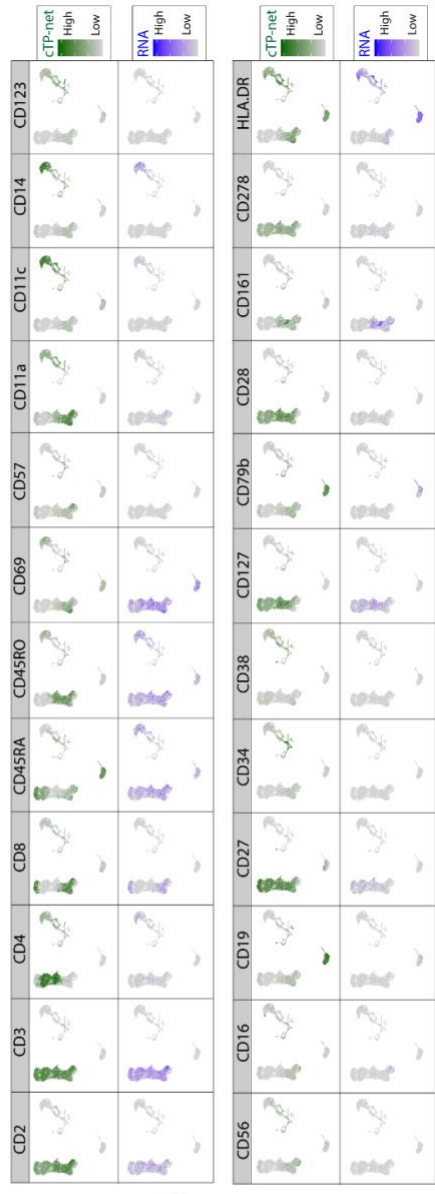 CD2 CD3 CD4 CD8 CD45RA CD45RO CD69 CD57 CD11a CD11c CD14 CD123
cTP-net
High
Low
RNA
High
Low
CD56 CD16 CD19 CD27 CD34 CD38 CD127 CD79b CD28 CD161 CD278 HLA.DR
cTP-net
High
Low
RNA
High
Low